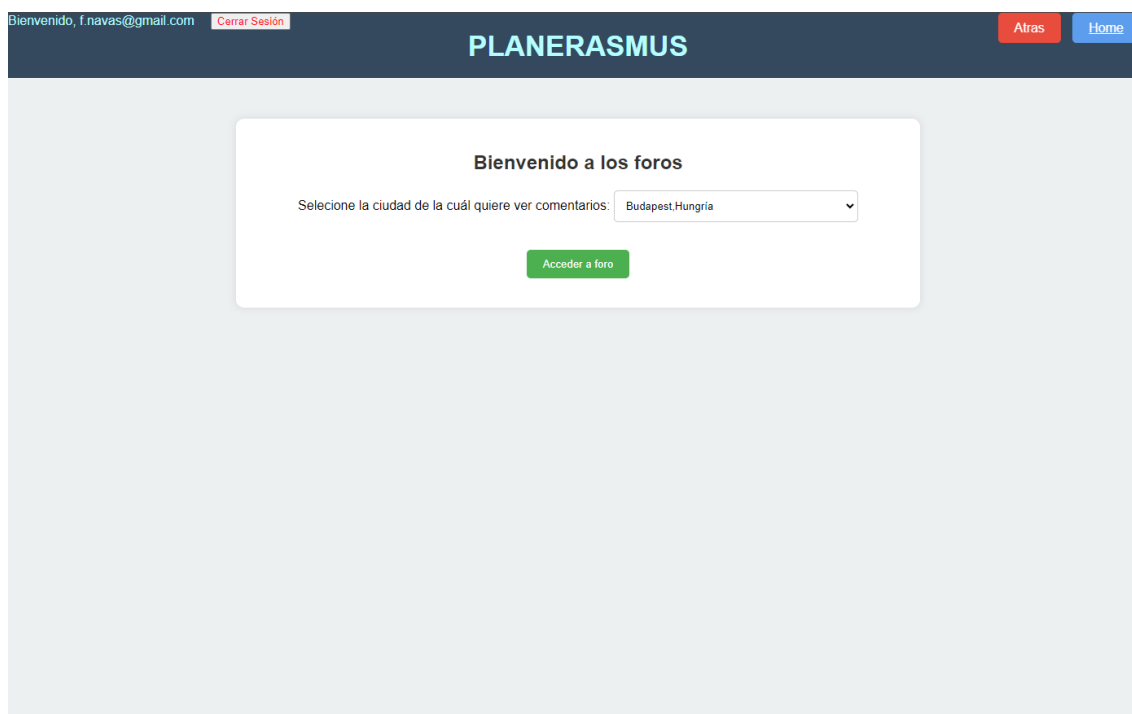 Bienvenido, f.navas@gmail.com Cerrar Sesión
PLANERASMUS
Atras Home
Bienvenido a los foros
Selecione la ciudad de la cuál quiere ver comentarios: Budapest,Hungría
Acceder a foro